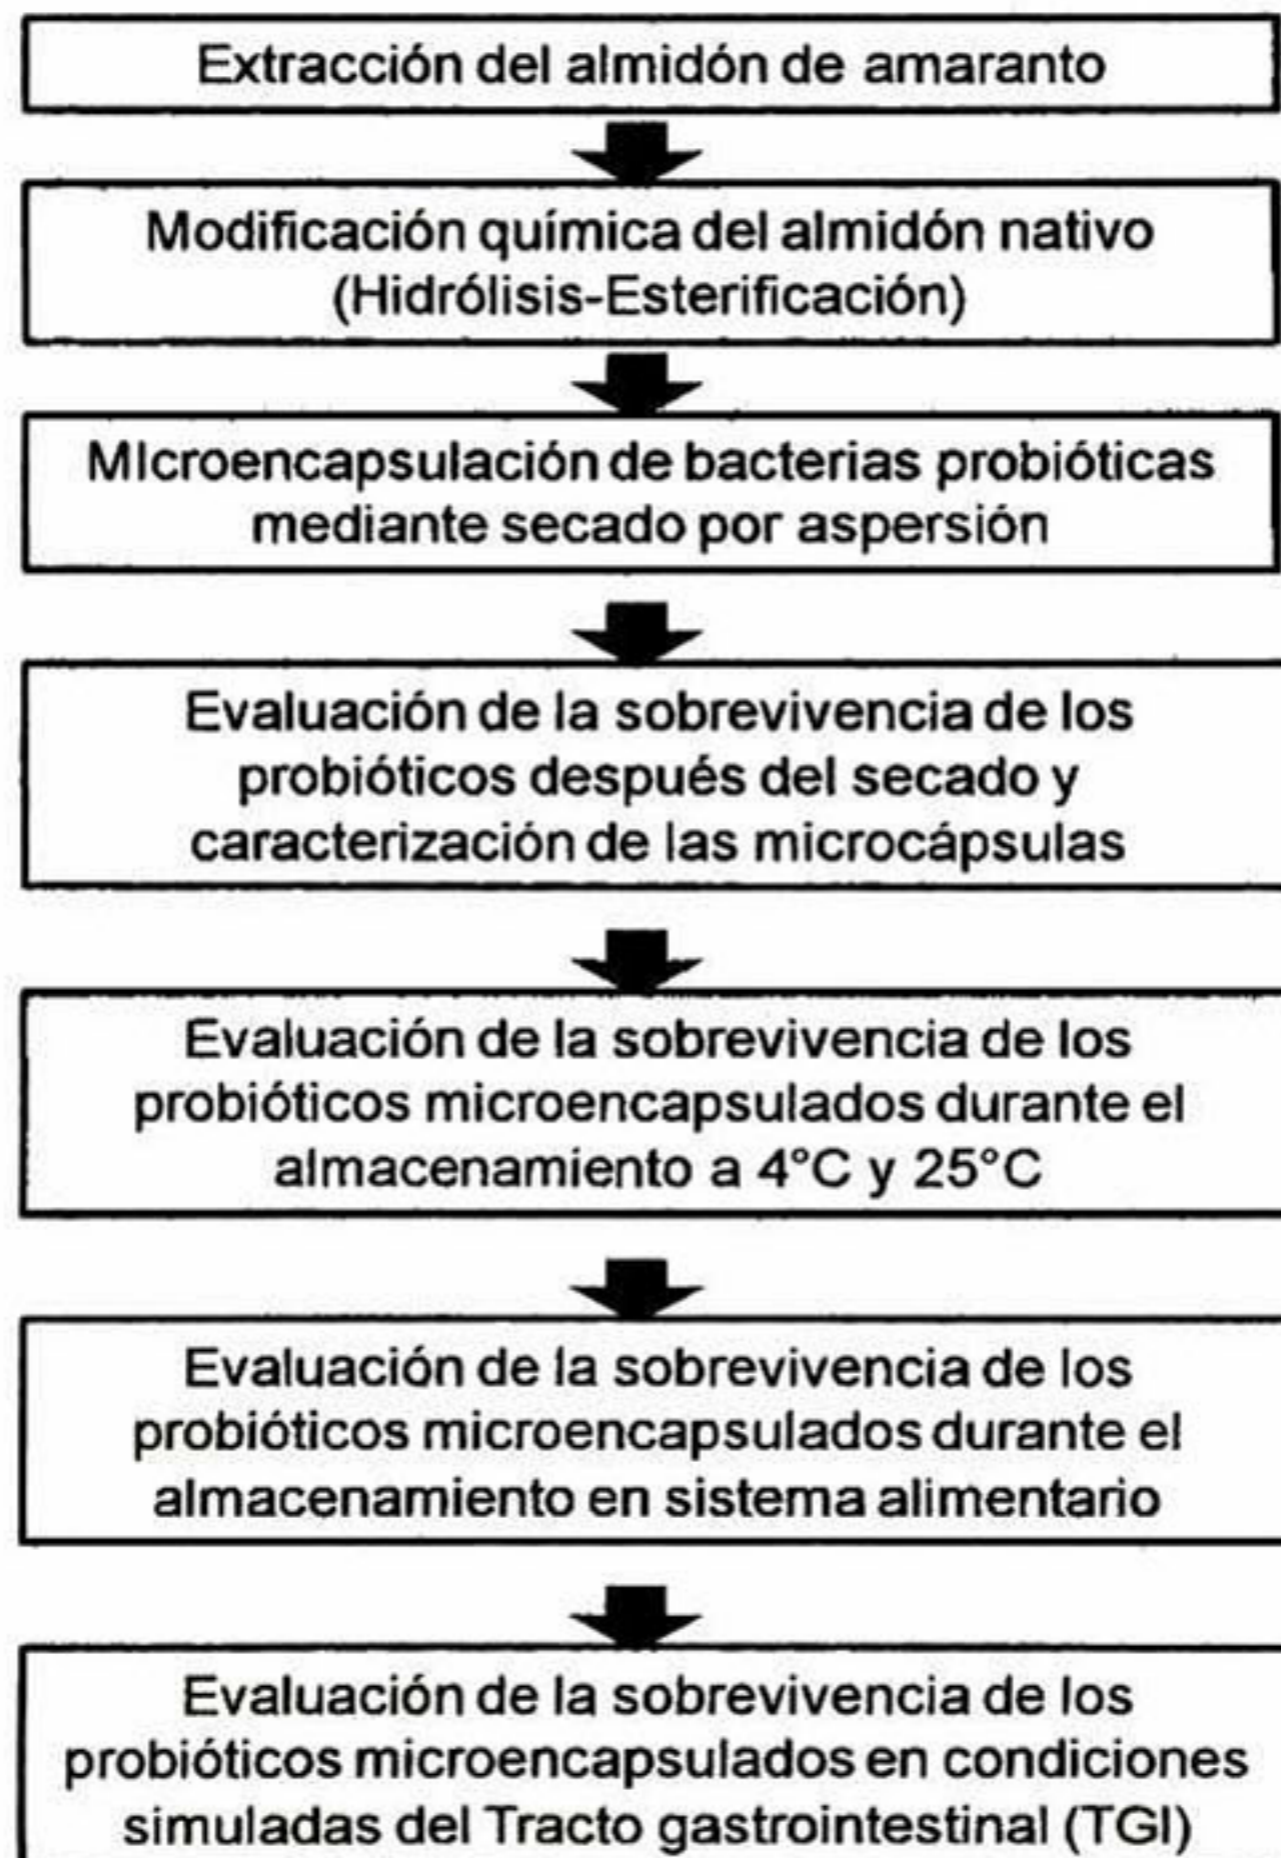 Extracción del almidón de amaranto
Modificación química del almidón nativo
(Hidrólisis-Esterificación)
MIcroencapsulación de bacterias probióticas
mediante secado por aspersión
Evaluación de la sobrevivencia de los
probióticos después del secado y
caracterización de las microcápsulas
Evaluación de la sobrevivencia de los
probióticos microencapsulados durante el
almacenamiento a 4°C y 25°C
Evaluación de la sobrevivencia de los
probióticos microencapsulados durante el
almacenamiento en sistema alimentario
Evaluación de la sobrevivencia de los
probióticos microencapsulados en condiciones
simuladas del Tracto gastrointestinal (TGI)